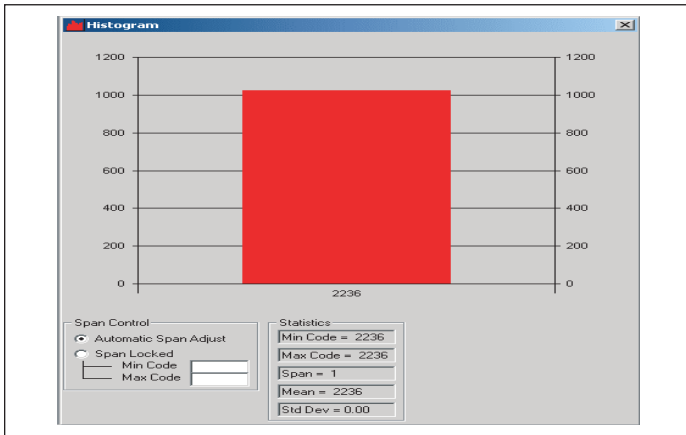 Histogram
1200 1200
1000 1000
800 800
600 600
400 400
200 200
0 0
2236
Span Control
Automatic Span Adjust
Span Locked
Min Code
Max Code
Statistics
Min Code = 2236
Max Code = 2236
Span = 1
Mean = 2236
Std Dev = 0.00